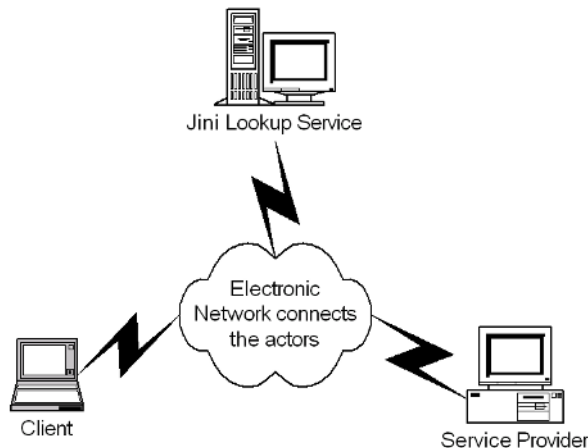 Jini Lookup Service
Electronic
Network connects
the actors
Client
Service Provider